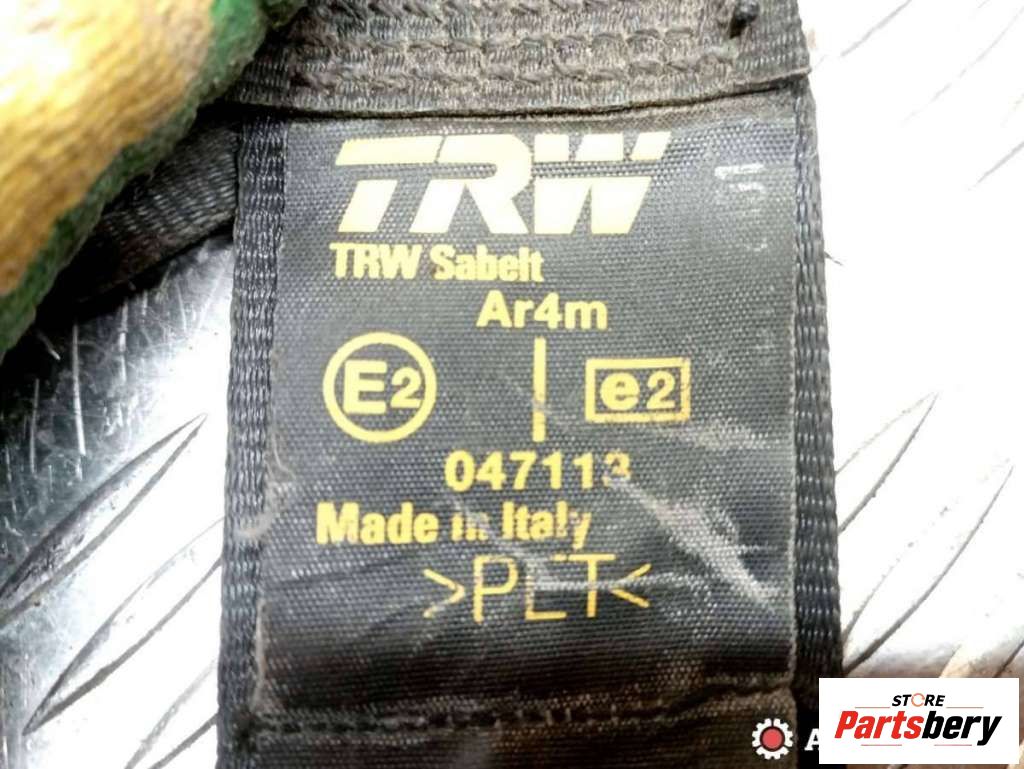 TRW
TRW Sabelt
Ar4m
E2 e2
047113
Made in Italy
>PET<
STORE
Partsbery